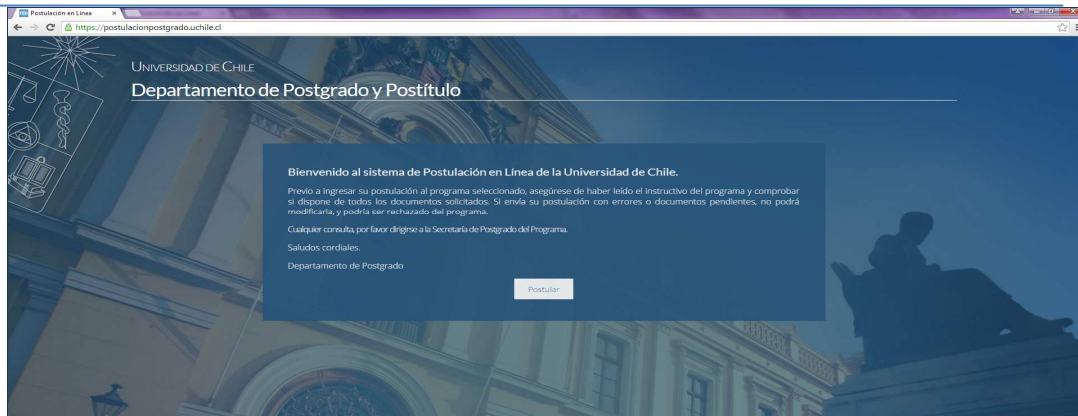 Postulación en Línea
https://postulacionpostgrado.uchile.cl
UNIVERSIDAD DE CHILE
Departamento de Postgrado y Postítulo
Bienvenido al sistema de Postulación en Línea de la Universidad de Chile.
Previo a ingresar su postulación al programa seleccionado, asegúrese de haber leído el instructivo del programa y comprobar
si dispone de todos los documentos solicitados. Si envía su postulación con errores o documentos pendientes, no podrá
modificarla, y podría ser rechazado del programa.
Cualquier consulta, por favor dirigirse a la Secretaría de Postgrado del Programa.
Saludos cordiales.
Departamento de Postgrado
Postular